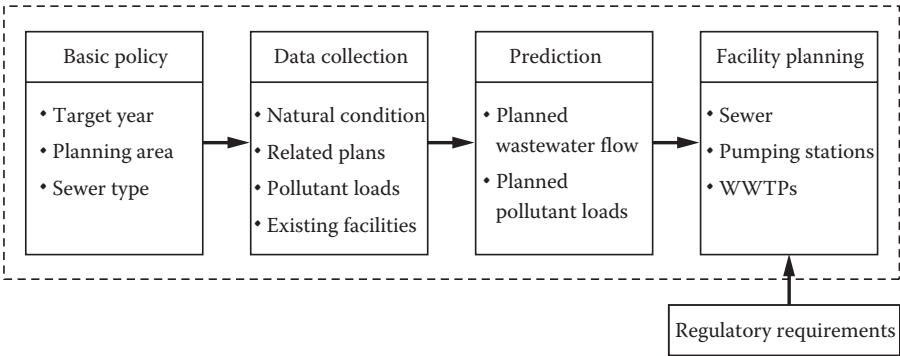 Basic policy
• Target year
• Planning area
• Sewer type
Data collection
• Natural condition
• Related plans
• Pollutant loads
• Existing facilities
Prediction
• Planned
wastewater flow
• Planned
pollutant loads
Facility planning
• Sewer
• Pumping stations
• WWTPs
Regulatory requirements